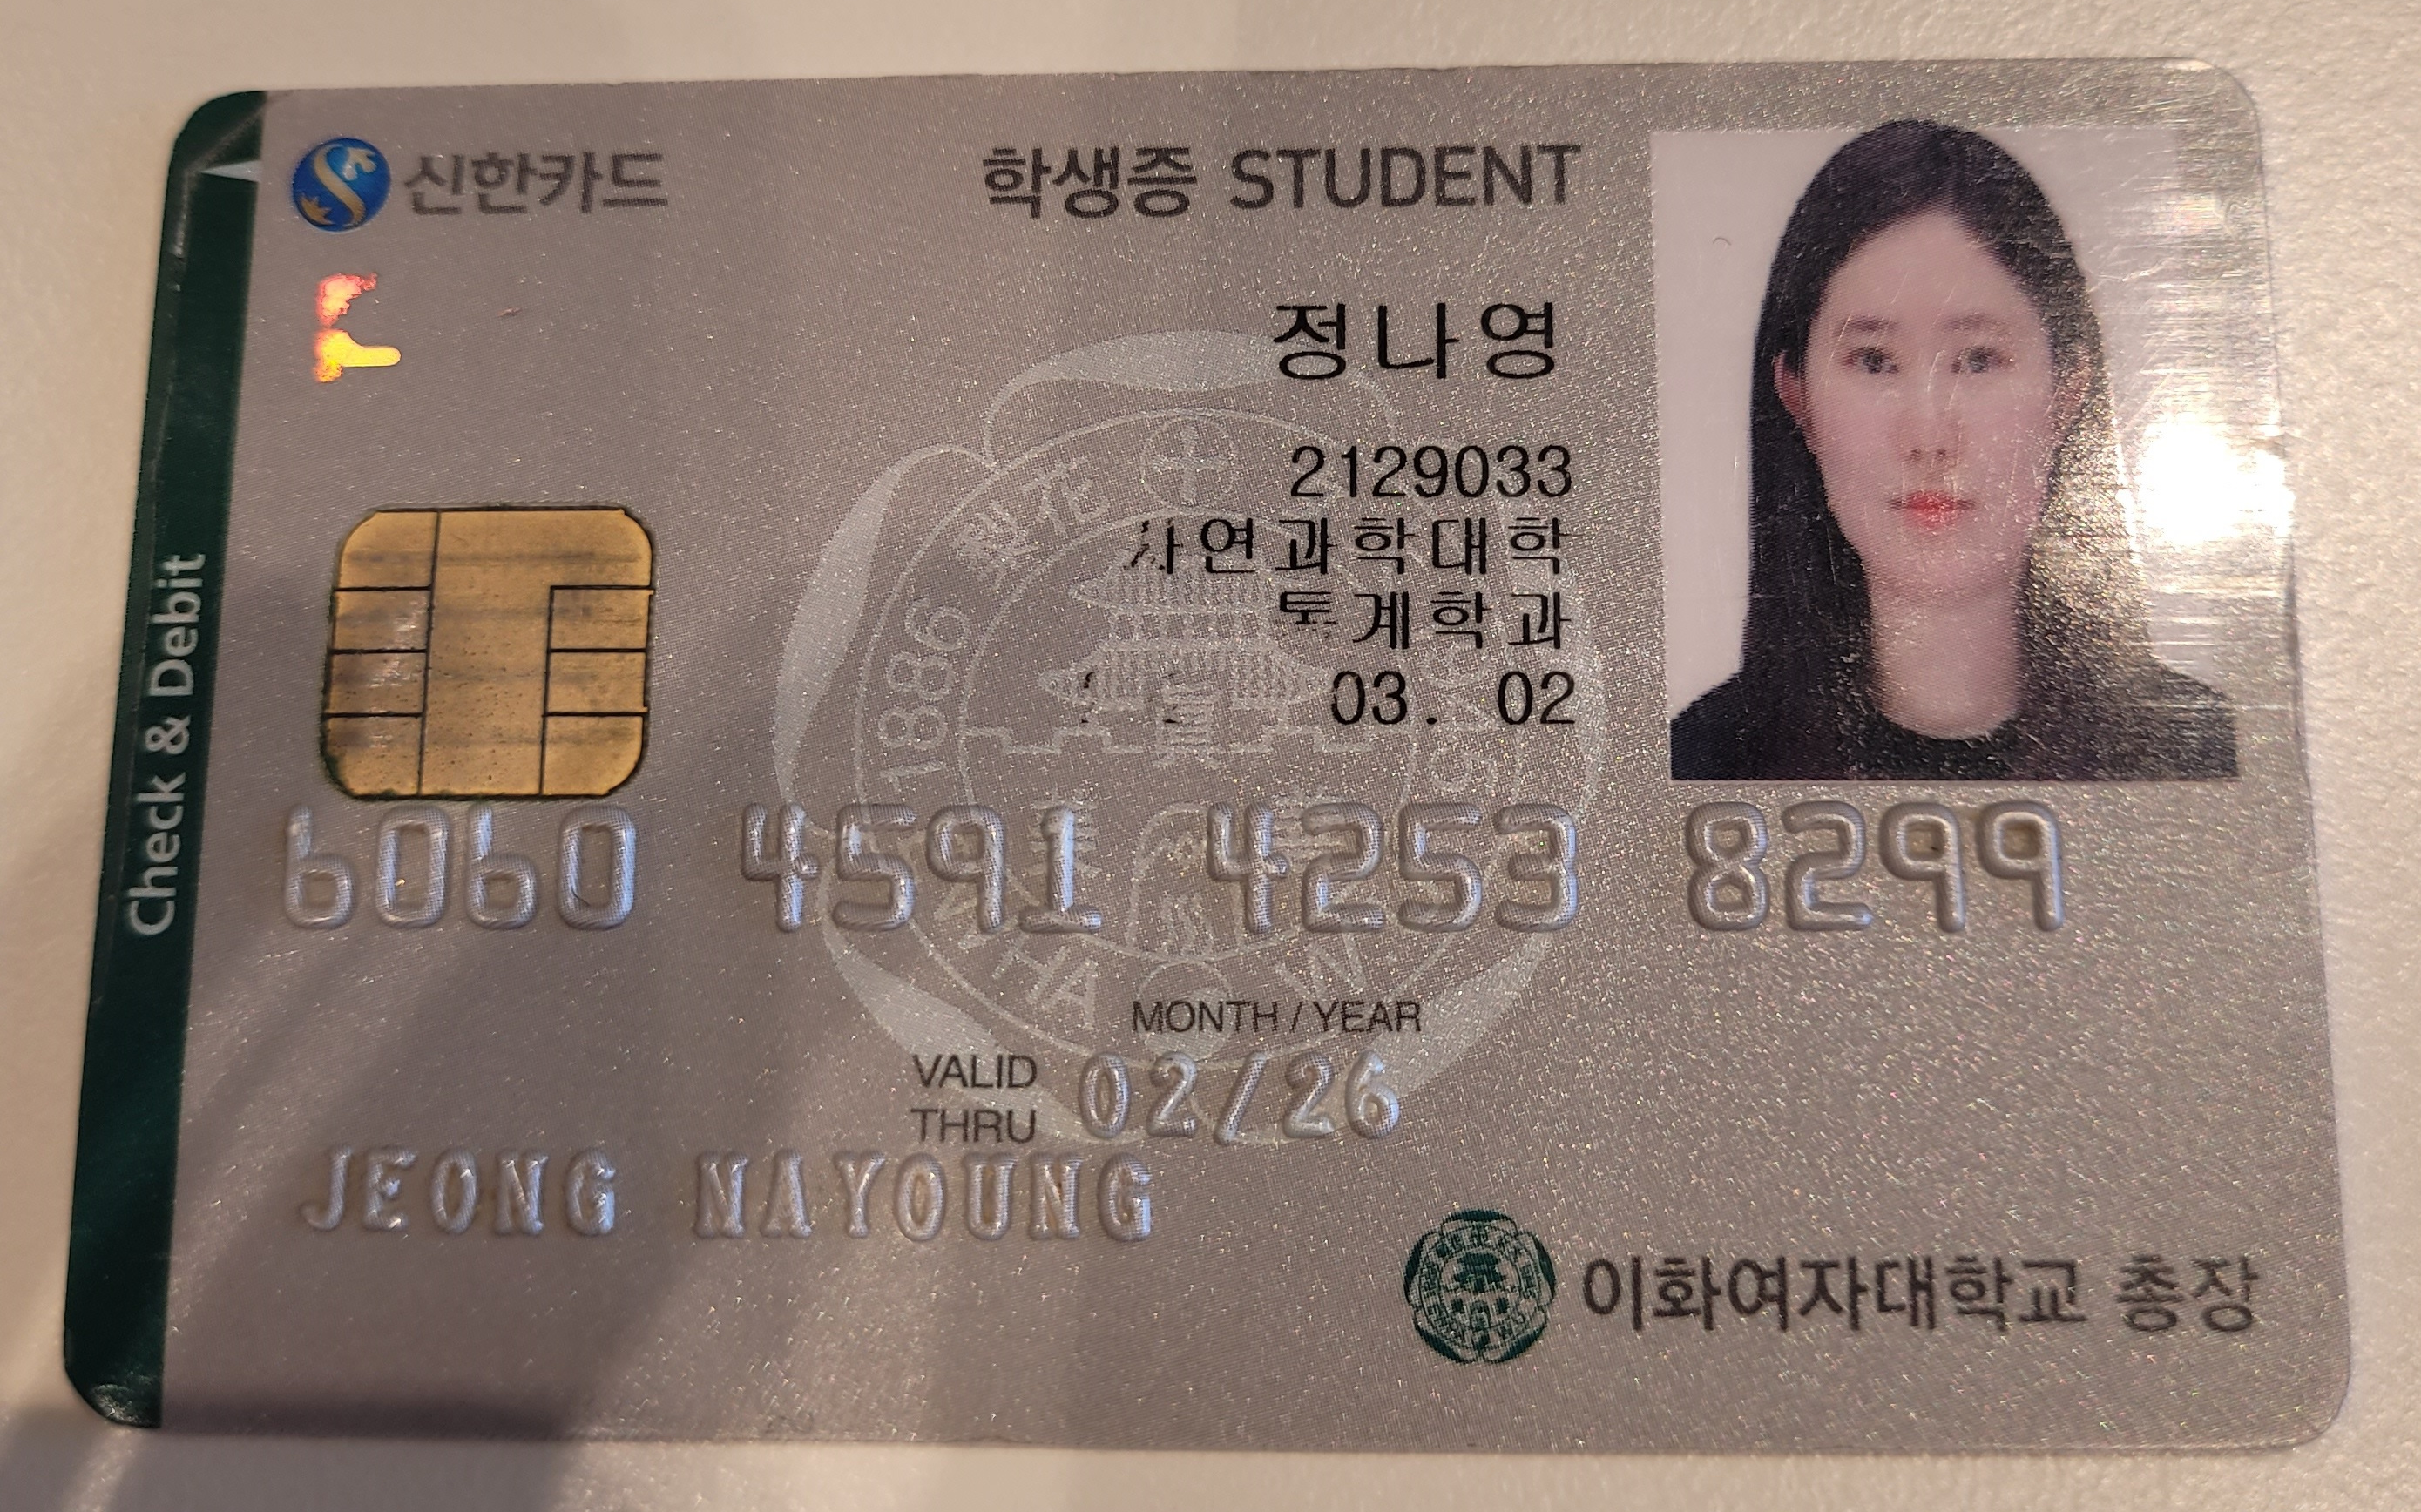 신한카드
학생증 STUDENT
정나영
2129033
자연과학대학
통계학과
03. 02
1886
6060 4591 4253 8299
MONTH / YEAR
VALID THRU 02/26
JEONG NAYOUNG
이화여자대학교 총장
Check & Debit